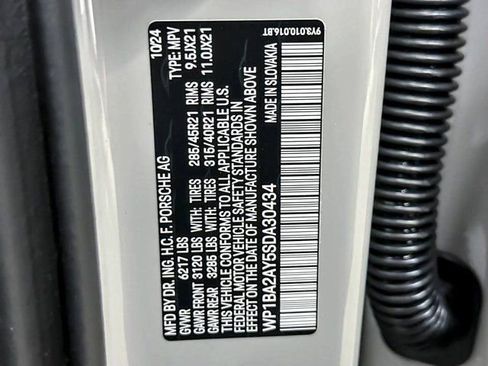 MFD BY DR. ING. H.C. F. PORSCHE AG 10/24
GVWR 6217 LBS TYPE: MPV
GAWR FRONT 3120 LBS WITH: TIRES 285/45R21 RIMS 9.5JX21
GAWR REAR 3286 LBS WITH: TIRES 315/40R21 RIMS 11.0JX21
THIS VEHICLE CONFORMS TO ALL APPLICABLE U.S.
FEDERAL MOTOR VEHICLE SAFETY STANDARDS IN
EFFECT ON THE DATE OF MANUFACTURE SHOWN ABOVE
WP1BA2AY5SDA30434 MADE IN SLOVAKIA
9Y3.010.016.BT